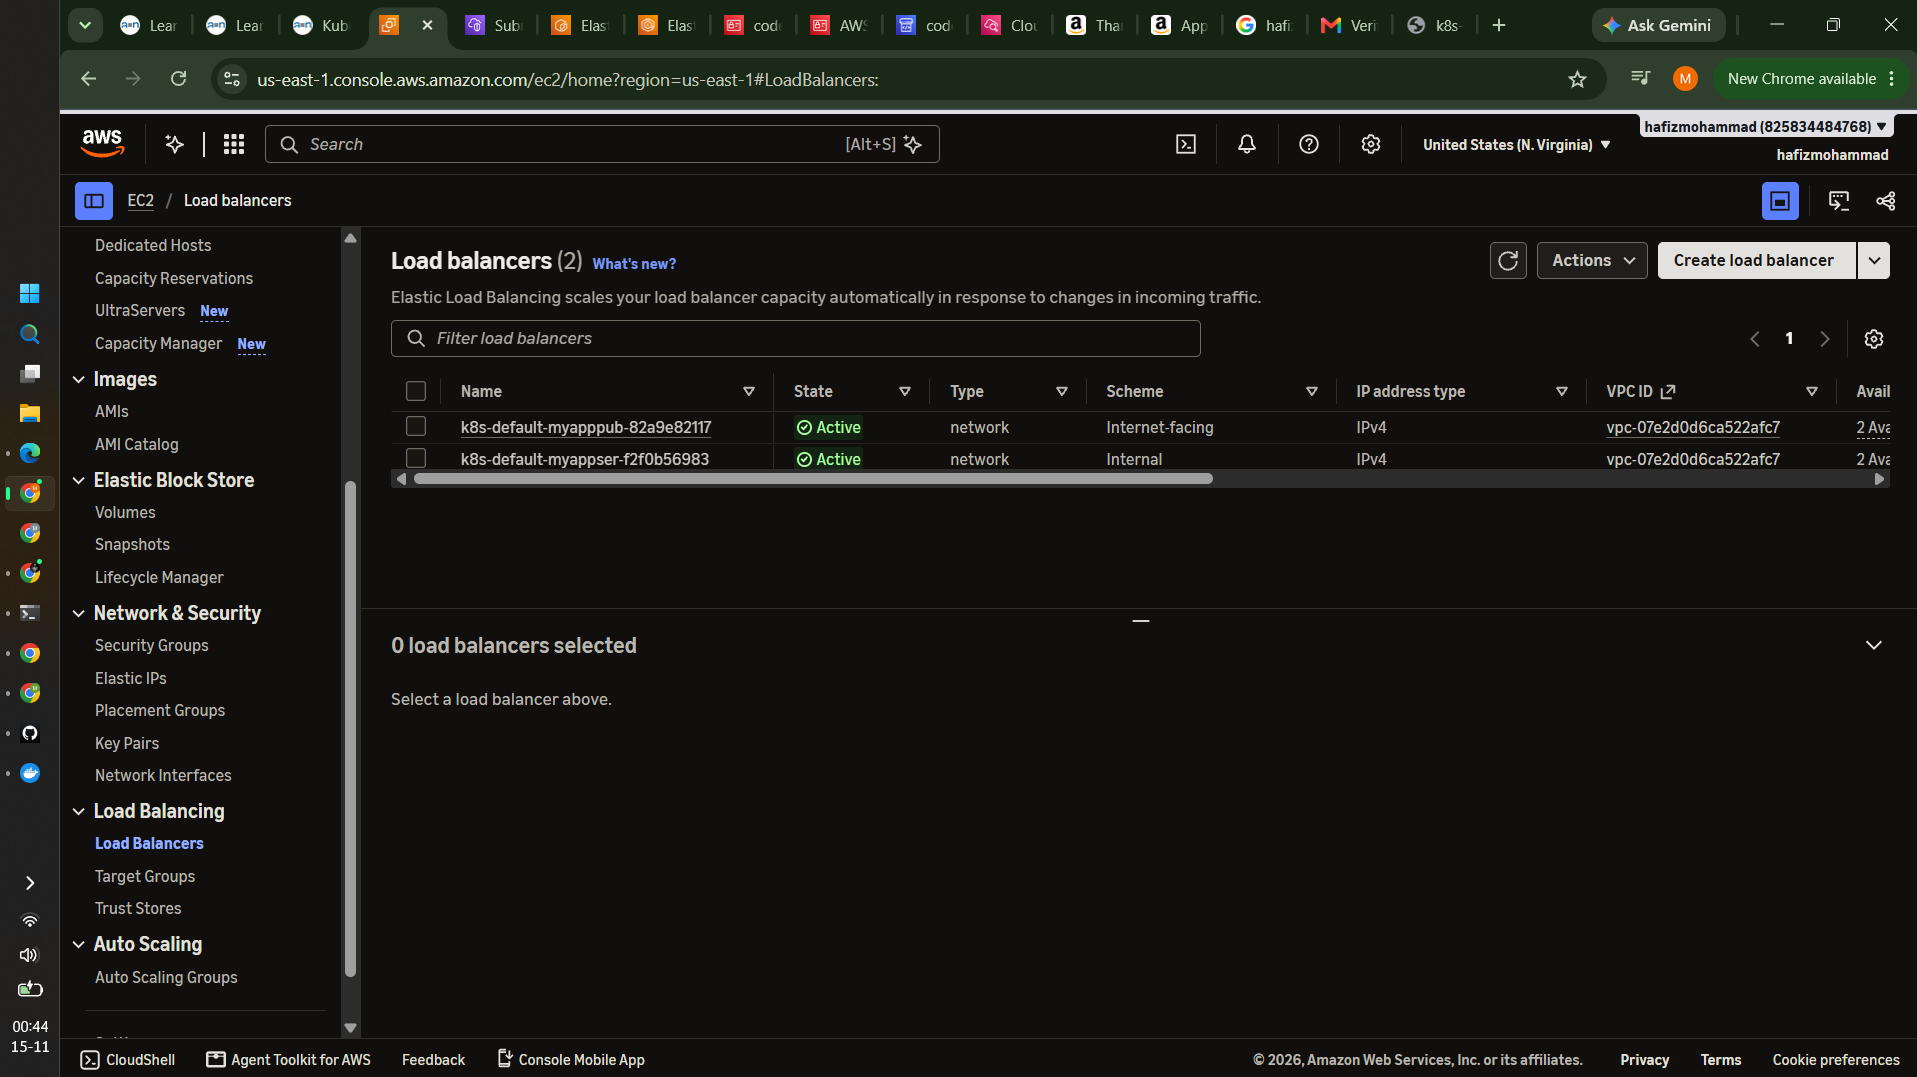 Lear
Lear
Kube
Subr
Elast
Elast
code
AWS
cod
Clou
Tha
App
hafiz
Veri
k8s-
Ask Gemini
us-east-1.console.aws.amazon.com/ec2/home?region=us-east-1#LoadBalancers:
M
New Chrome available
aws
Search
[Alt+S]
United States (N. Virginia)
hafizmohammad (825834484768)
hafizmohammad
EC2 / Load balancers
Dedicated Hosts
Capacity Reservations
UltraServers New
Capacity Manager New
Images
AMIs
AMI Catalog
Elastic Block Store
Volumes
Snapshots
Lifecycle Manager
Network & Security
Security Groups
Elastic IPs
Placement Groups
Key Pairs
Network Interfaces
Load Balancing
Load Balancers
Target Groups
Trust Stores
Auto Scaling
Auto Scaling Groups
Load balancers (2) What's new?
Actions
Create load balancer
Elastic Load Balancing scales your load balancer capacity automatically in response to changes in incoming traffic.
Filter load balancers
1
Name State Type Scheme IP address type VPC ID Avail
k8s-default-myapppub-82a9e82117 Active network Internet-facing IPv4 vpc-07e2d0d6ca522afc7 2 Ava
k8s-default-myappser-f2f0b56983 Active network Internal IPv4 vpc-07e2d0d6ca522afc7 2 Ava
0 load balancers selected
Select a load balancer above.
00:44
15-11
CloudShell Agent Toolkit for AWS Feedback Console Mobile App
© 2026, Amazon Web Services, Inc. or its affiliates. Privacy Terms Cookie preferences